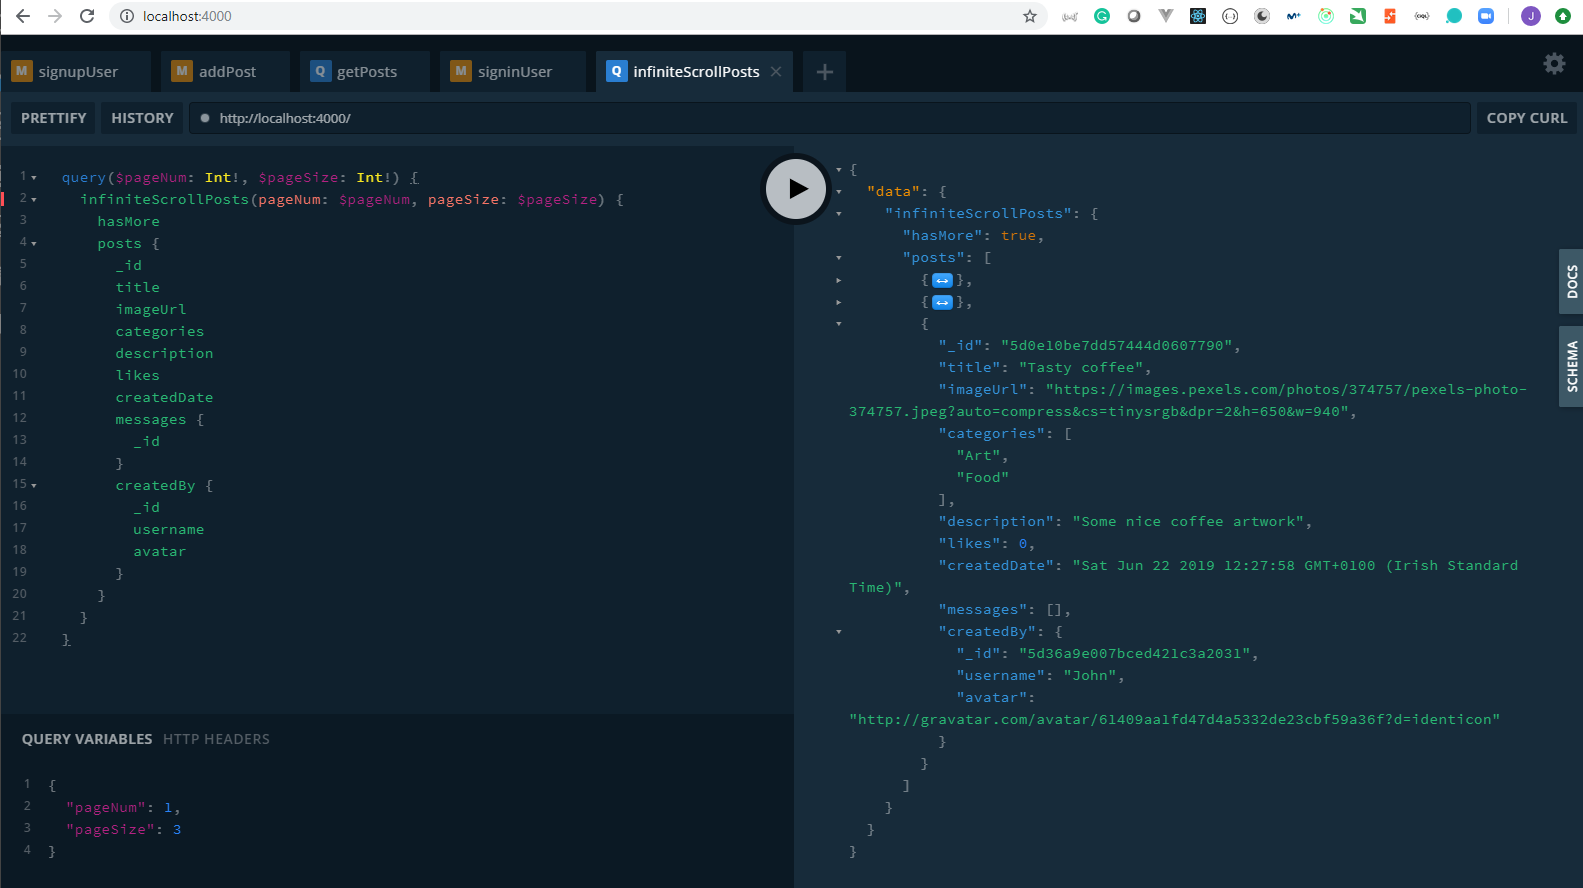 localhost:4000
M signupUser
M addPost
Q getPosts
M signinUser
Q infiniteScrollPosts
PRETTIFY
HISTORY
http://localhost:4000/
COPY CURL
1 query($pageNum: Int!, $pageSize: Int!) {
2 infiniteScrollPosts(pageNum: $pageNum, pageSize: $pageSize) {
3 hasMore
4 posts {
5 _id
6 title
7 imageUrl
8 categories
9 description
10 likes
11 createdDate
12 messages {
13 _id
14 }
15 createdBy {
16 _id
17 username
18 avatar
19 }
20 }
21 }
22 }
QUERY VARIABLES HTTP HEADERS
1 {
2 "pageNum": 1,
3 "pageSize": 3
4 }
{
"data": {
"infiniteScrollPosts": {
"hasMore": true,
"posts": [
{↔},
{↔},
{
"_id": "5d0e10be7dd57444d0607790",
"title": "Tasty coffee",
"imageUrl": "https://images.pexels.com/photos/374757/pexels-photo-
374757.jpeg?auto=compress&cs=tinysrgb&dpr=2&h=650&w=940",
"categories": [
"Art",
"Food"
],
"description": "Some nice coffee artwork",
"likes": 0,
"createdDate": "Sat Jun 22 2019 12:27:58 GMT+0100 (Irish Standard
Time)",
"messages": [],
"createdBy": {
"_id": "5d36a9e007bced421c3a2031",
"username": "John",
"avatar":
"http://gravatar.com/avatar/61409aa1fd47d4a5332de23cbf59a36f?d=identicon"
}
}
]
}
}
}
DOCS
SCHEMA
J